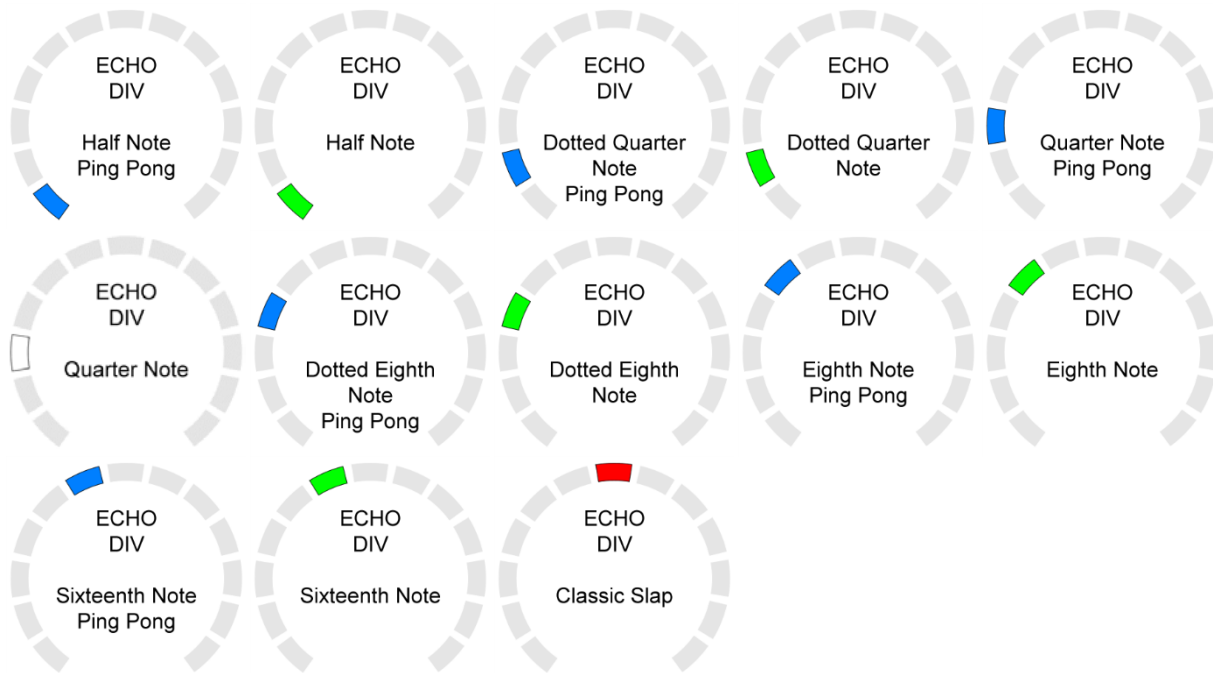 ECHO
DIV
Half Note
Ping Pong
ECHO
DIV
Half Note
ECHO
DIV
Dotted Quarter
Note
Ping Pong
ECHO
DIV
Dotted Quarter
Note
ECHO
DIV
Quarter Note
Ping Pong
ECHO
DIV
Quarter Note
ECHO
DIV
Dotted Eighth
Note
Ping Pong
ECHO
DIV
Dotted Eighth
Note
ECHO
DIV
Eighth Note
Ping Pong
ECHO
DIV
Eighth Note
ECHO
DIV
Sixteenth Note
Ping Pong
ECHO
DIV
Sixteenth Note
ECHO
DIV
Classic Slap